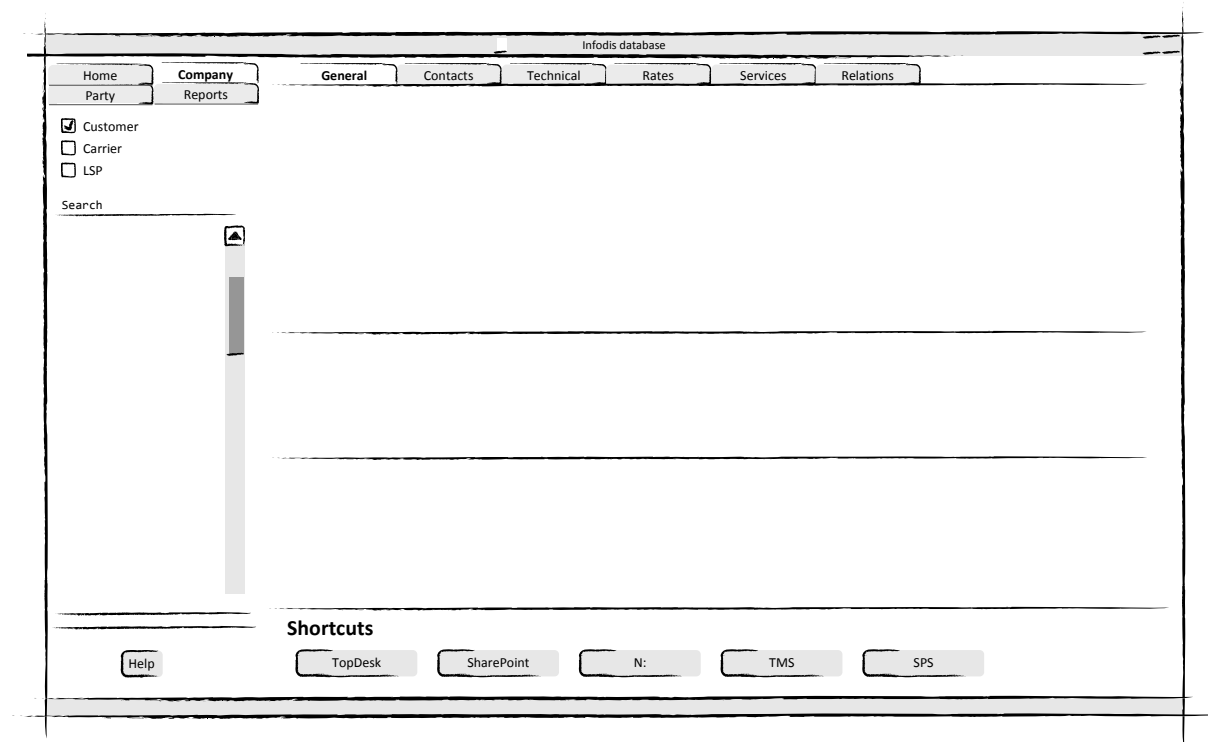 Infodis database
Home Company General Contacts Technical Rates Services Relations
Party Reports
Customer
Carrier
LSP
Search
Shortcuts
Help TopDesk SharePoint N: TMS SPS